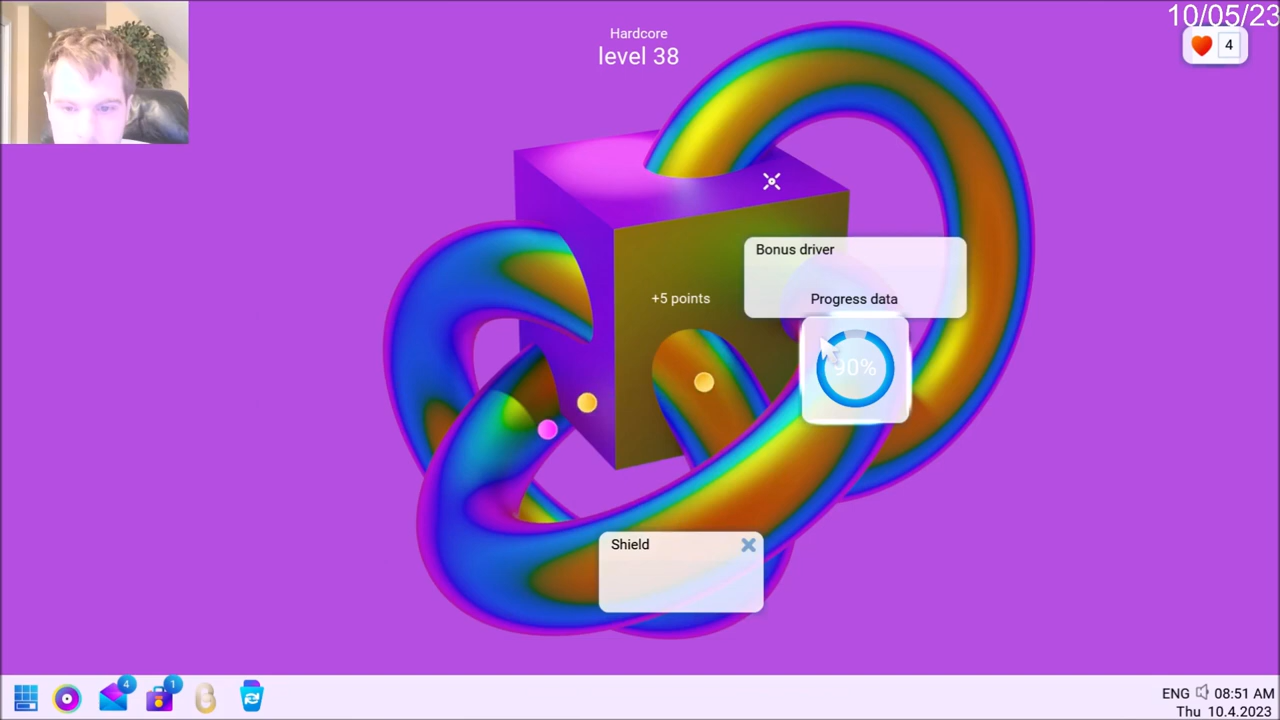 10/05/23
Hardcore
level 38
4
Bonus driver
+5 points
Progress data
90%
Shield
4
1
ENG 08:51 AM
Thu 10.4.2023